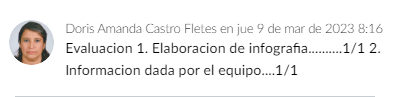 Doris Amanda Castro Fletes en jue 9 de mar de 2023 8:16
Evaluacion 1. Elaboracion de infografia..........1/1 2.
Informacion dada por el equipo....1/1